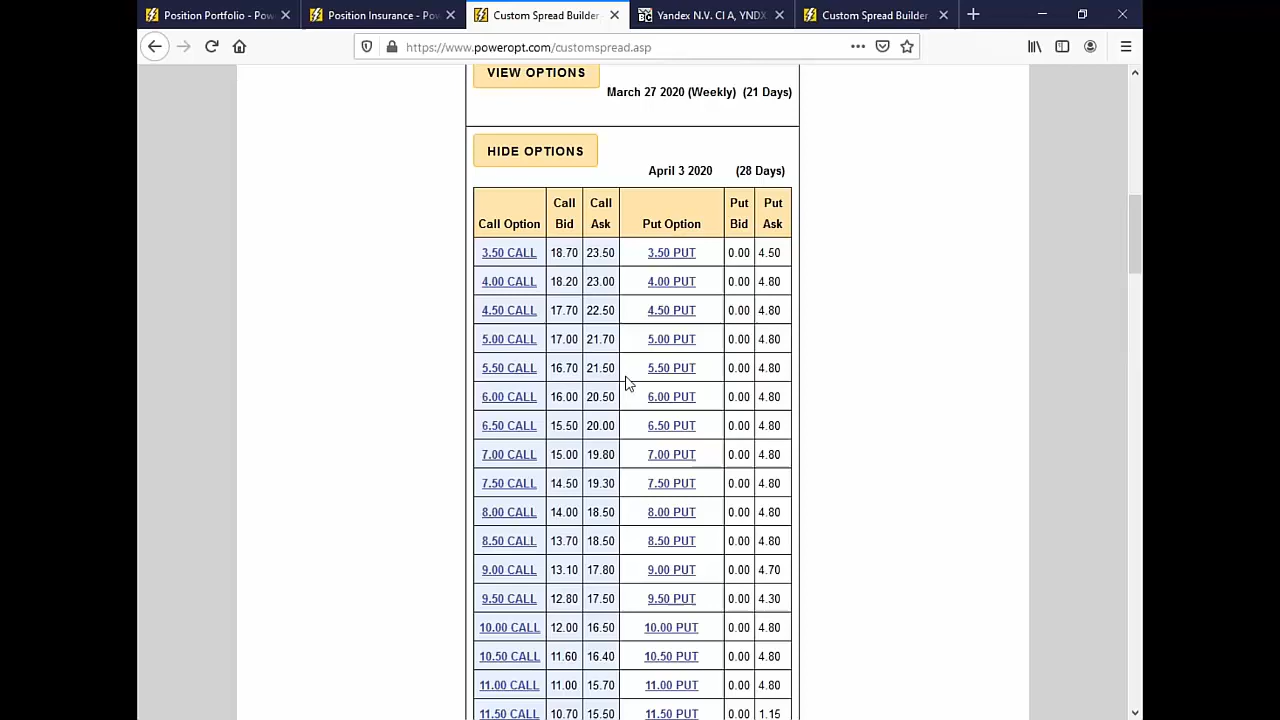 Position Portfolio - Pow
Position Insurance - Pow
Custom Spread Builder
Yandex N.V. Cl A, YNDX
Custom Spread Builder
https://www.poweropt.com/customspread.asp
VIEW OPTIONS
March 27 2020 (Weekly) (21 Days)
HIDE OPTIONS
April 3 2020 (28 Days)
Call Option Call Bid Call Ask Put Option Put Bid Put Ask
3.50 CALL 18.70 23.50 3.50 PUT 0.00 4.50
4.00 CALL 18.20 23.00 4.00 PUT 0.00 4.80
4.50 CALL 17.70 22.50 4.50 PUT 0.00 4.80
5.00 CALL 17.00 21.70 5.00 PUT 0.00 4.80
5.50 CALL 16.70 21.50 5.50 PUT 0.00 4.80
6.00 CALL 16.00 20.50 6.00 PUT 0.00 4.80
6.50 CALL 15.50 20.00 6.50 PUT 0.00 4.80
7.00 CALL 15.00 19.80 7.00 PUT 0.00 4.80
7.50 CALL 14.50 19.30 7.50 PUT 0.00 4.80
8.00 CALL 14.00 18.50 8.00 PUT 0.00 4.80
8.50 CALL 13.70 18.50 8.50 PUT 0.00 4.80
9.00 CALL 13.10 17.80 9.00 PUT 0.00 4.70
9.50 CALL 12.80 17.50 9.50 PUT 0.00 4.30
10.00 CALL 12.00 16.50 10.00 PUT 0.00 4.80
10.50 CALL 11.60 16.40 10.50 PUT 0.00 4.80
11.00 CALL 11.00 15.70 11.00 PUT 0.00 4.80
11.50 CALL 10.70 15.50 11.50 PUT 0.00 1.15